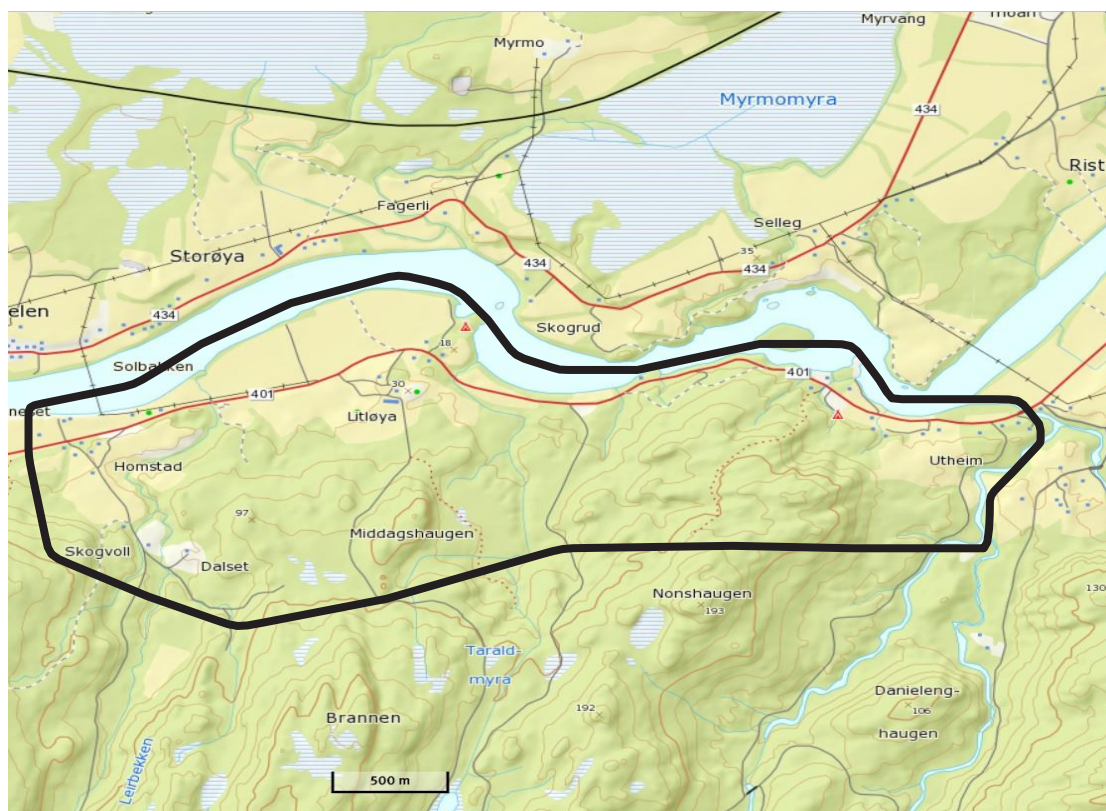 Myrmo
Myrvang
Myrmomyra
434
Rist
Fagerli
Selleg
Storøya
35
434
434
elen
434
Skogrud
18
Solbakken
401
401
30
neset
Litløya
Homstad
Utheim
97
Middagshaugen
Skogvoll
Dalset
Nonshaugen
193
130
Tarald-
myra
Danieleng-
106
haugen
192
Brannen
Leirbekken
500 m